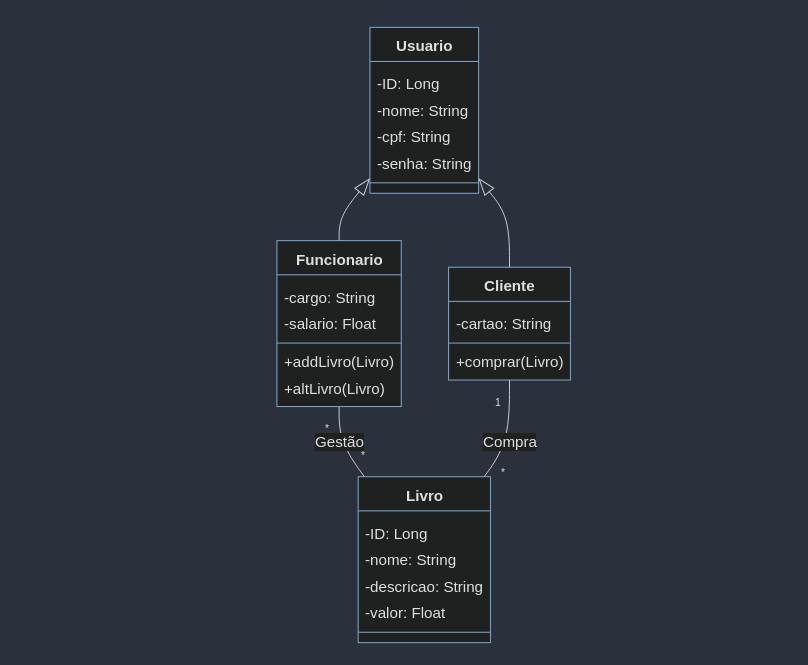 Usuario
-ID: Long
-nome: String
-cpf: String
-senha: String
Funcionario
-cargo: String
-salario: Float
+addLivro(Livro)
+altLivro(Livro)
Cliente
-cartao: String
+comprar(Livro)
*
Gestão
*
1
Compra
*
Livro
-ID: Long
-nome: String
-descricao: String
-valor: Float